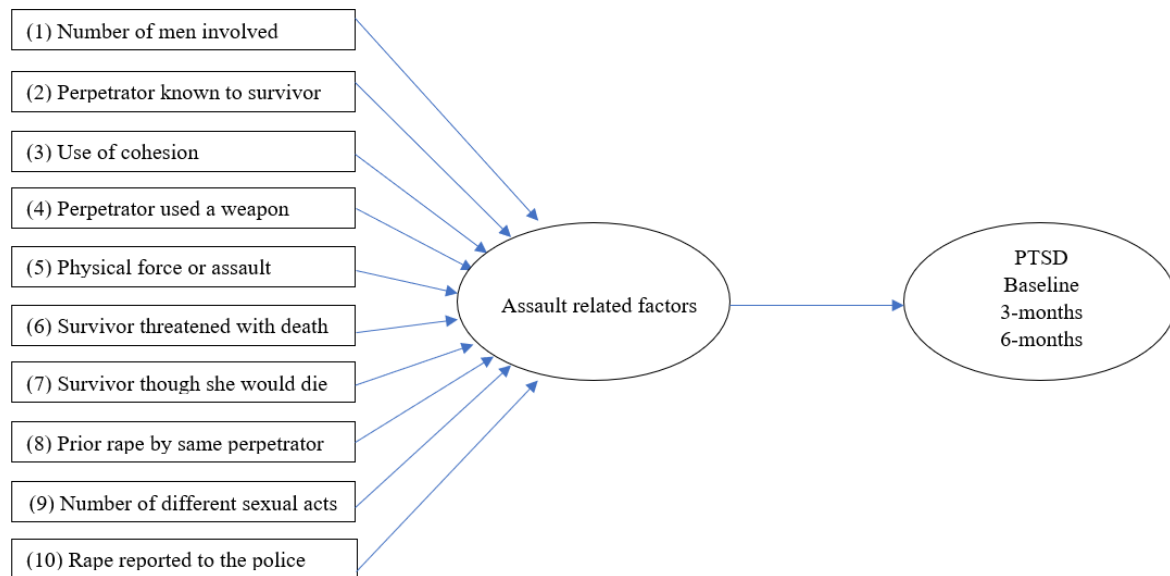 (1) Number of men involved
(2) Perpetrator known to survivor
(3) Use of cohesion
(4) Perpetrator used a weapon
(5) Physical force or assault
(6) Survivor threatened with death
(7) Survivor though she would die
(8) Prior rape by same perpetrator
(9) Number of different sexual acts
(10) Rape reported to the police
Assault related factors
PTSD
Baseline
3-months
6-months